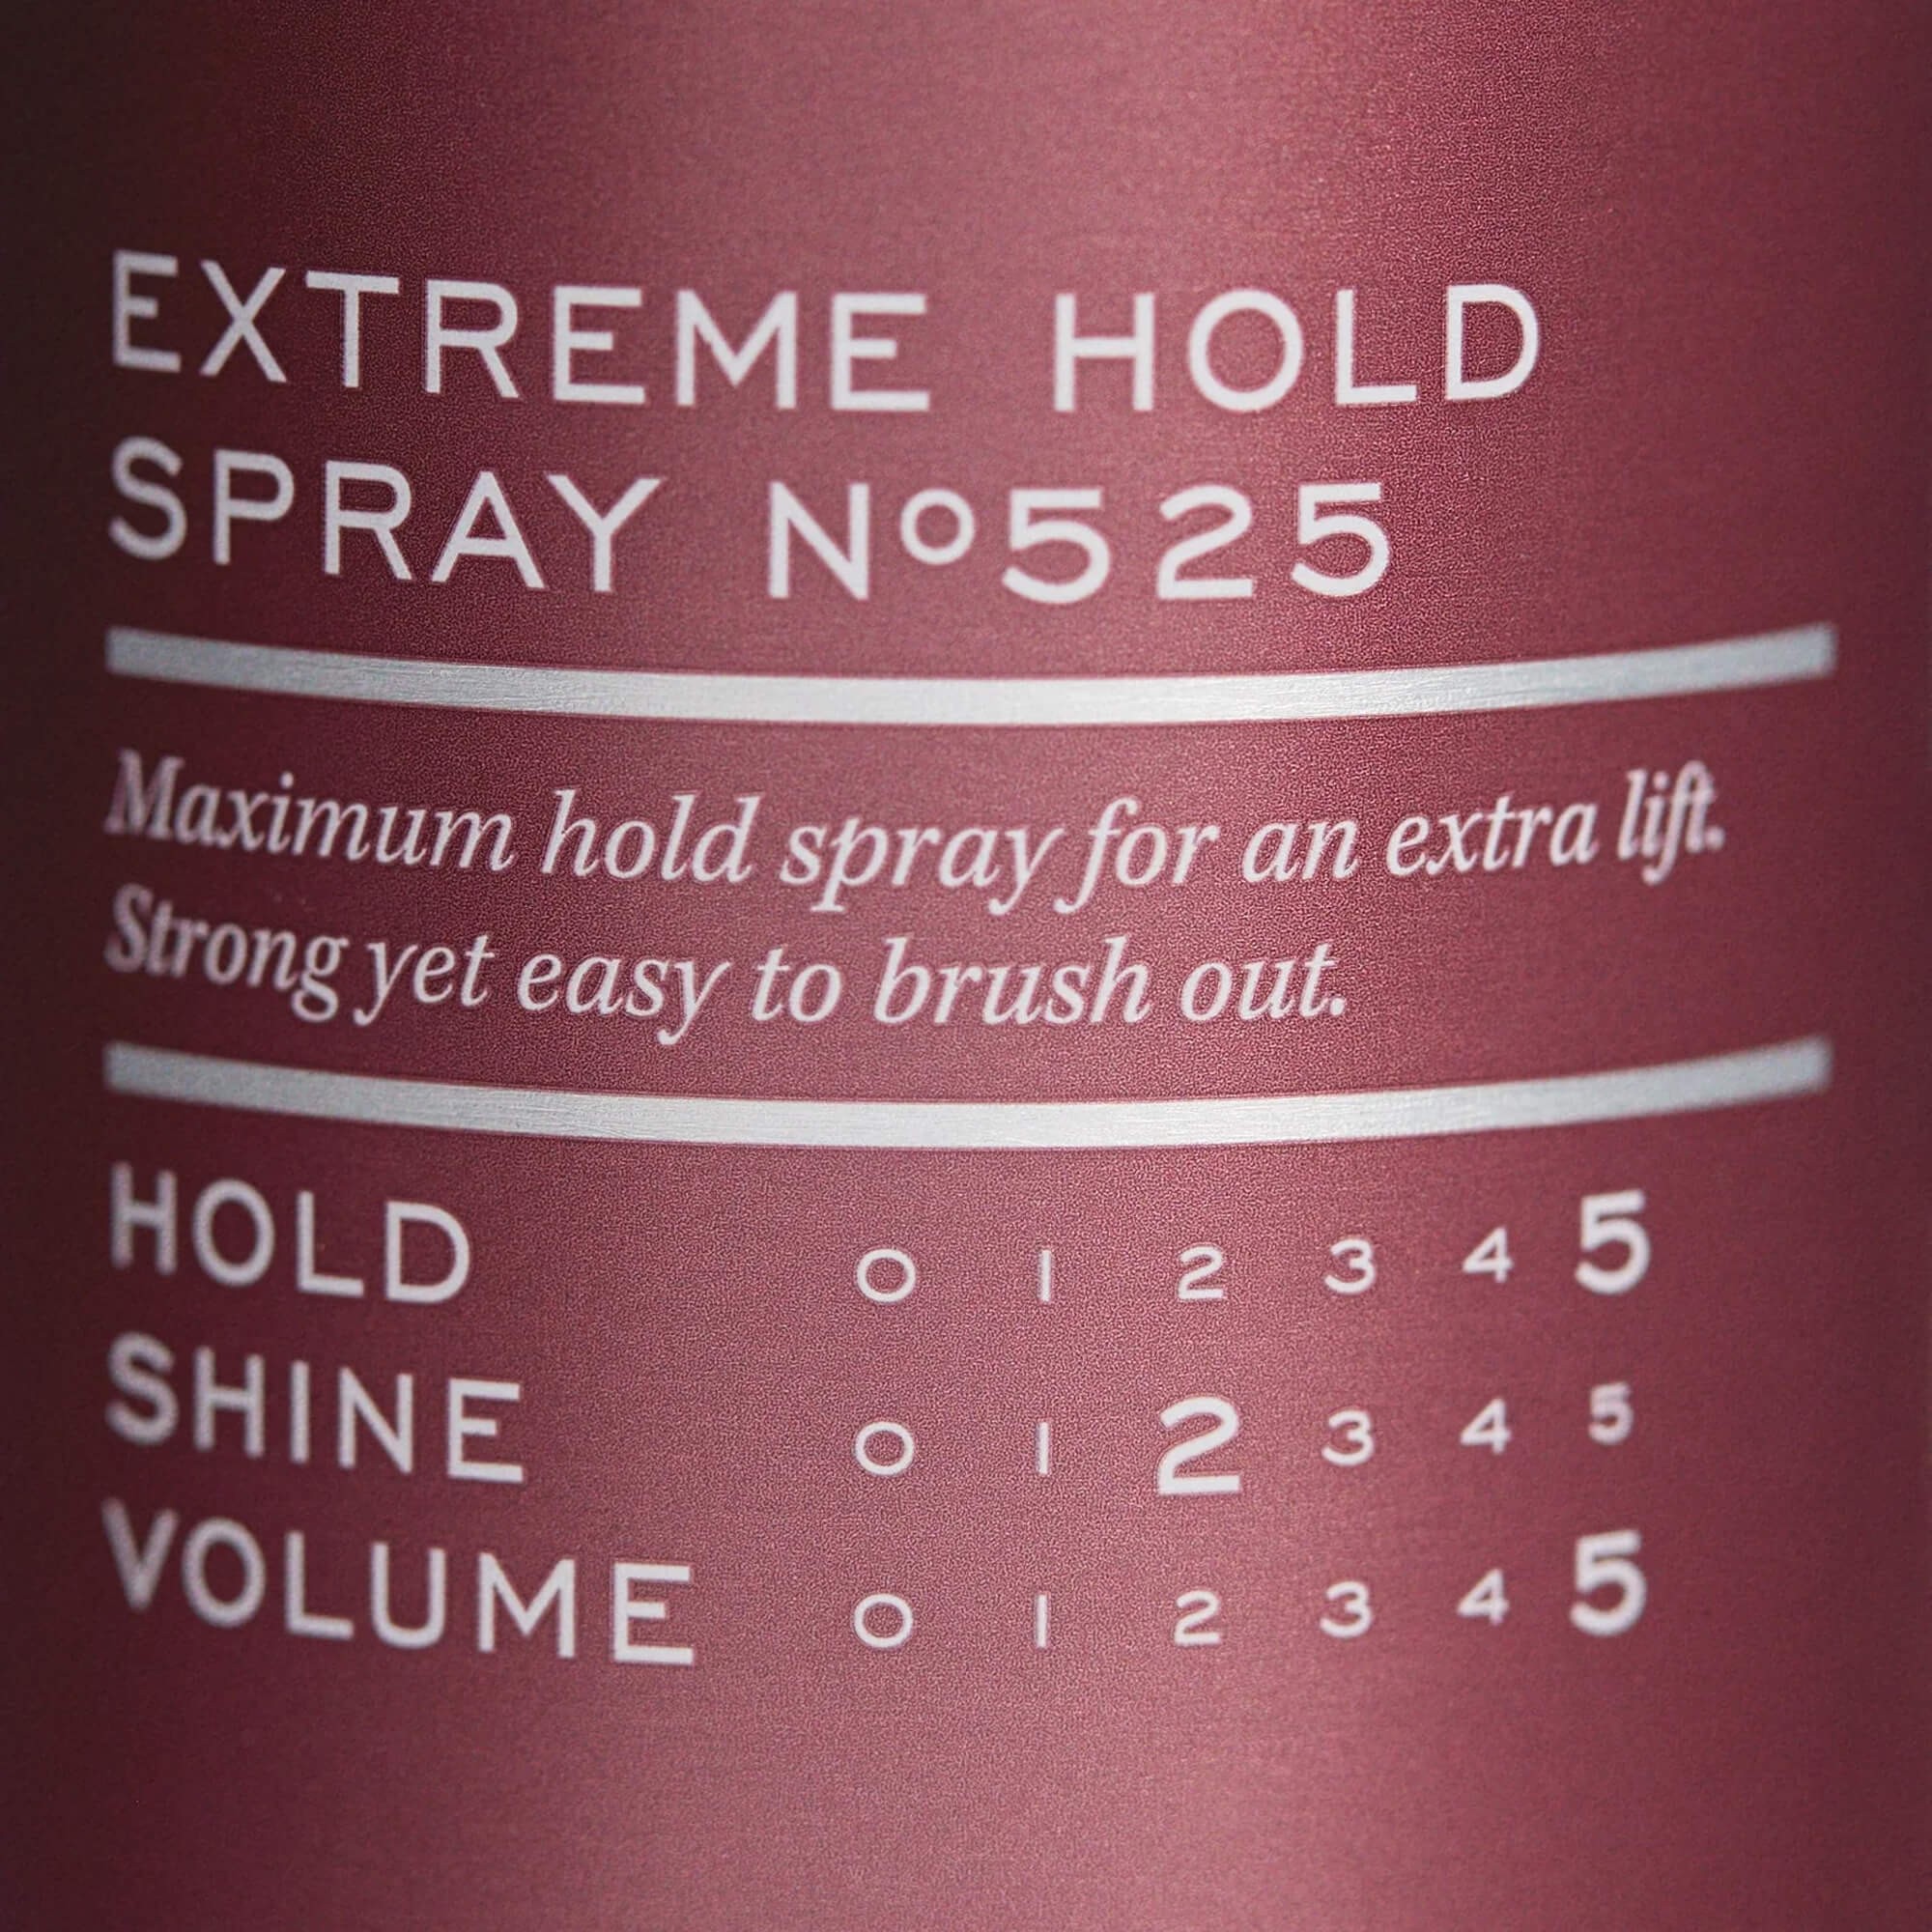 EXTREME HOLD
SPRAY Nº525
Maximum hold spray for an extra lift.
Strong yet easy to brush out.
HOLD 0 1 2 3 4 5
SHINE 0 1 2 3 4 5
VOLUME 0 1 2 3 4 5